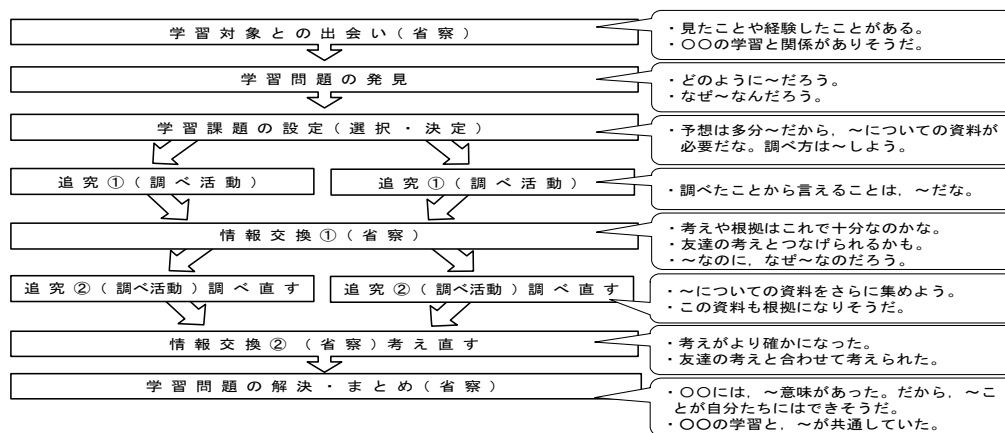 学習対象との出会い(省察)
・見たことや経験したことがある。
・○○の学習と関係がありそうだ。
学習問題の発見
・どのように~だろう。
・なぜ~なんだろう。
学習課題の設定(選択・決定)
・予想は多分~だから,~についての資料が
必要だな。調べ方は~しよう。
追究①(調べ活動)
追究①(調べ活動)
・調べたことから言えることは,~だな。
情報交換①(省察)
・考えや根拠はこれで十分なのかな。
・友達の考えとつなげられるかも。
・~なのに,なぜ~なのだろう。
追究②(調べ活動)調べ直す
追究②(調べ活動)調べ直す
・~についての資料をさらに集めよう。
・この資料も根拠になりそうだ。
情報交換② (省察)考え直す
・考えがより確かになった。
・友達の考えと合わせて考えられた。
学習問題の解決・まとめ(省察)
・○○には,~意味があった。だから,~こ
とが自分たちにはできそうだ。
・○○の学習と,~が共通していた。